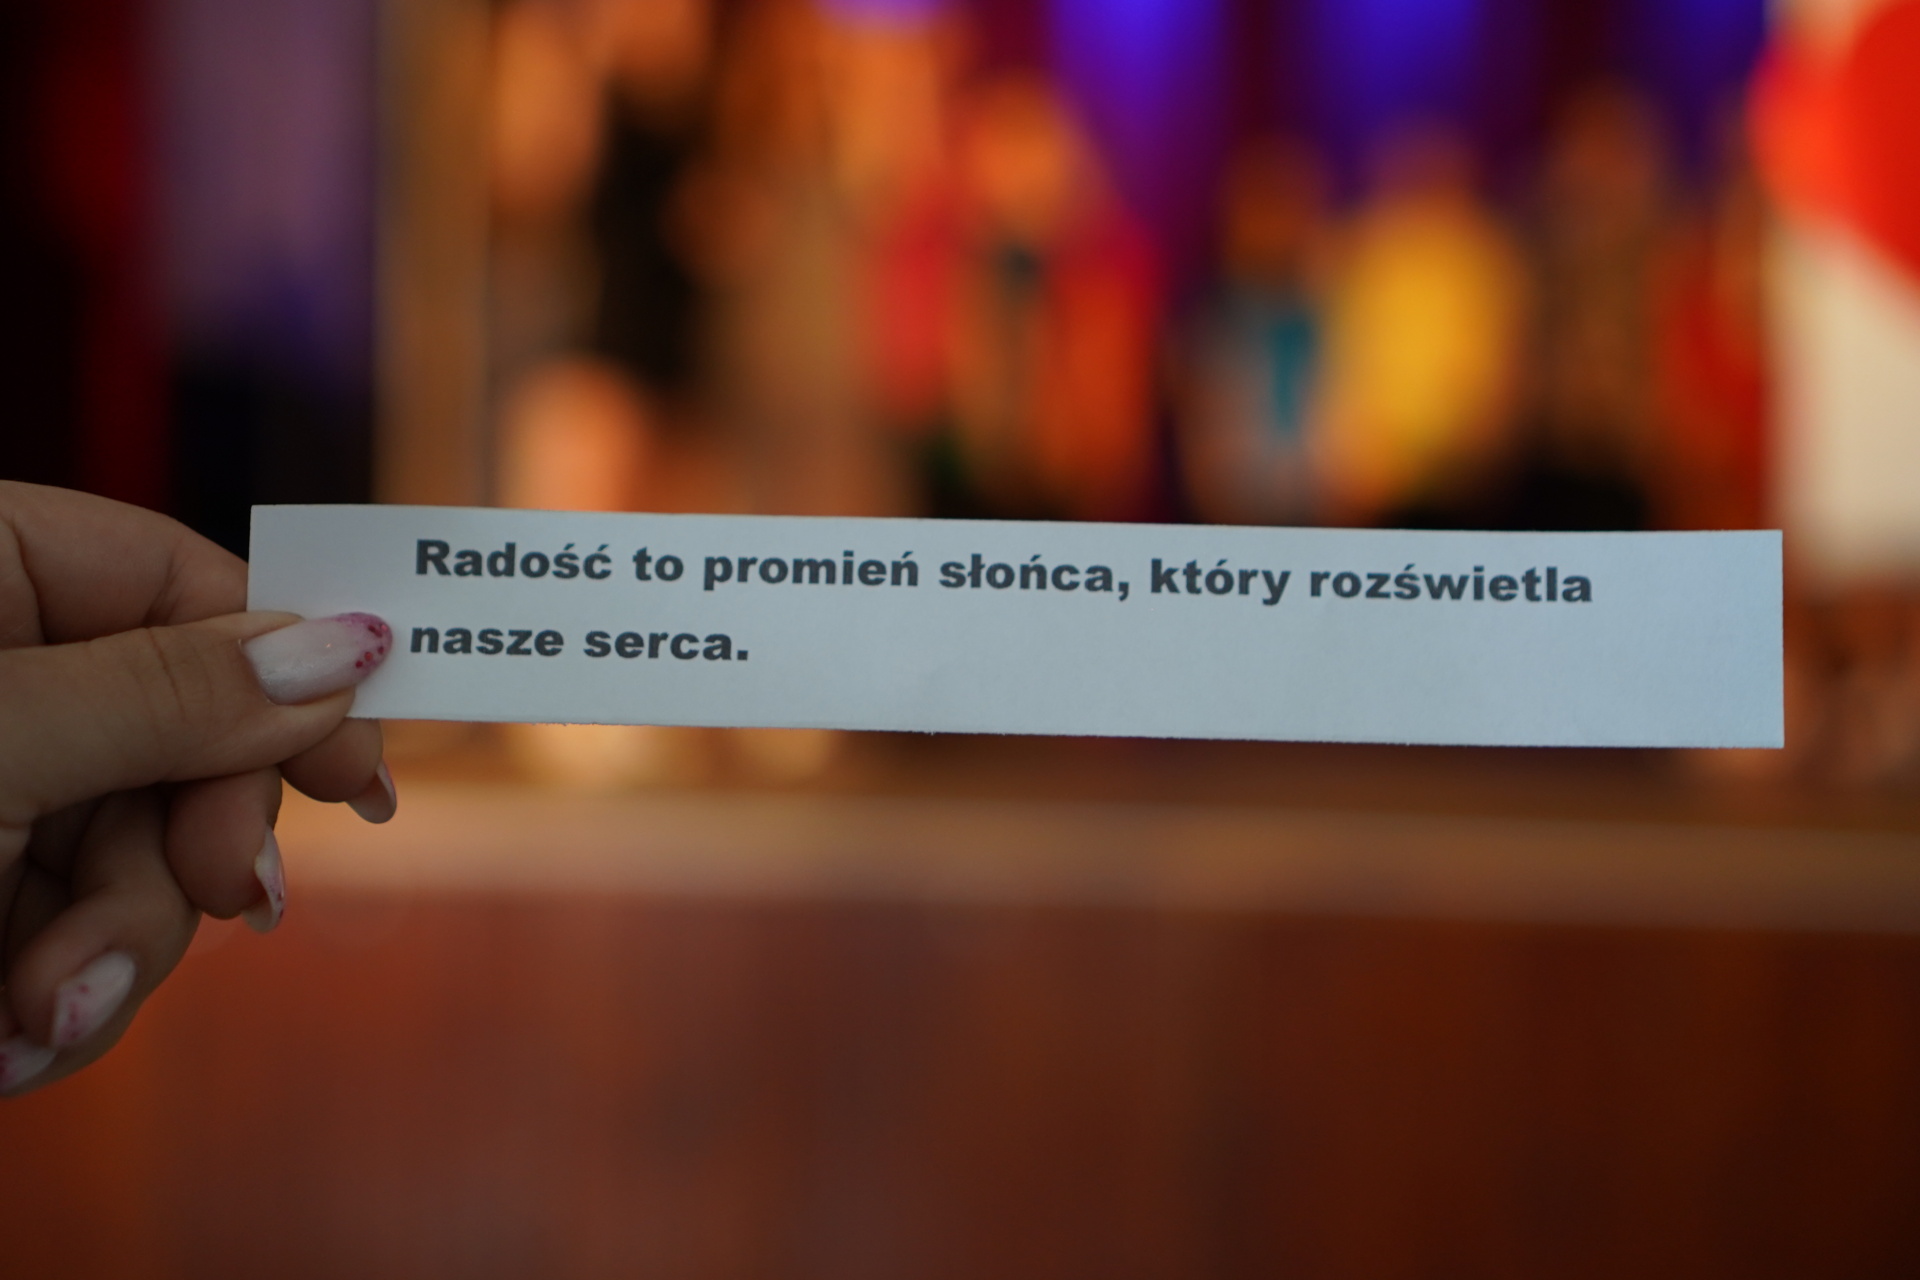 Radość to promień słońca, który rozświetla
nasze serca.